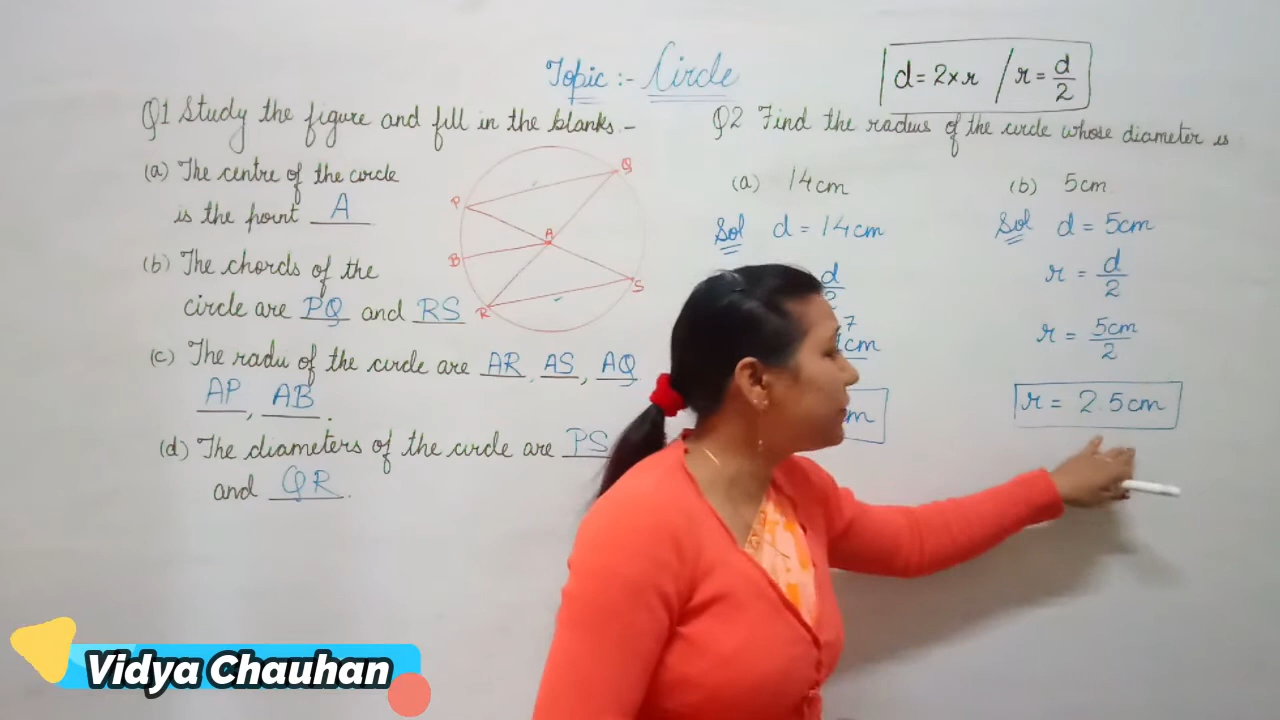 Topic :- Circle
d = 2×r / r = d/2
Q1 Study the figure and fill in the blanks.-
(a) The centre of the circle
is the point A
(b) The chords of the
circle are PQ and RS
(c) The radii of the circle are AR, AS, AQ
AP, AB.
(d) The diameters of the circle are PS
and QR.
P
Q
A
B
R
S
Q2 Find the radius of the circle whose diameter is
(a) 14cm
Sol d = 14cm
d/2
7
cm
m
(b) 5cm
Sol d = 5cm
r = d/2
r = 5cm/2
r = 2.5cm
Vidya Chauhan